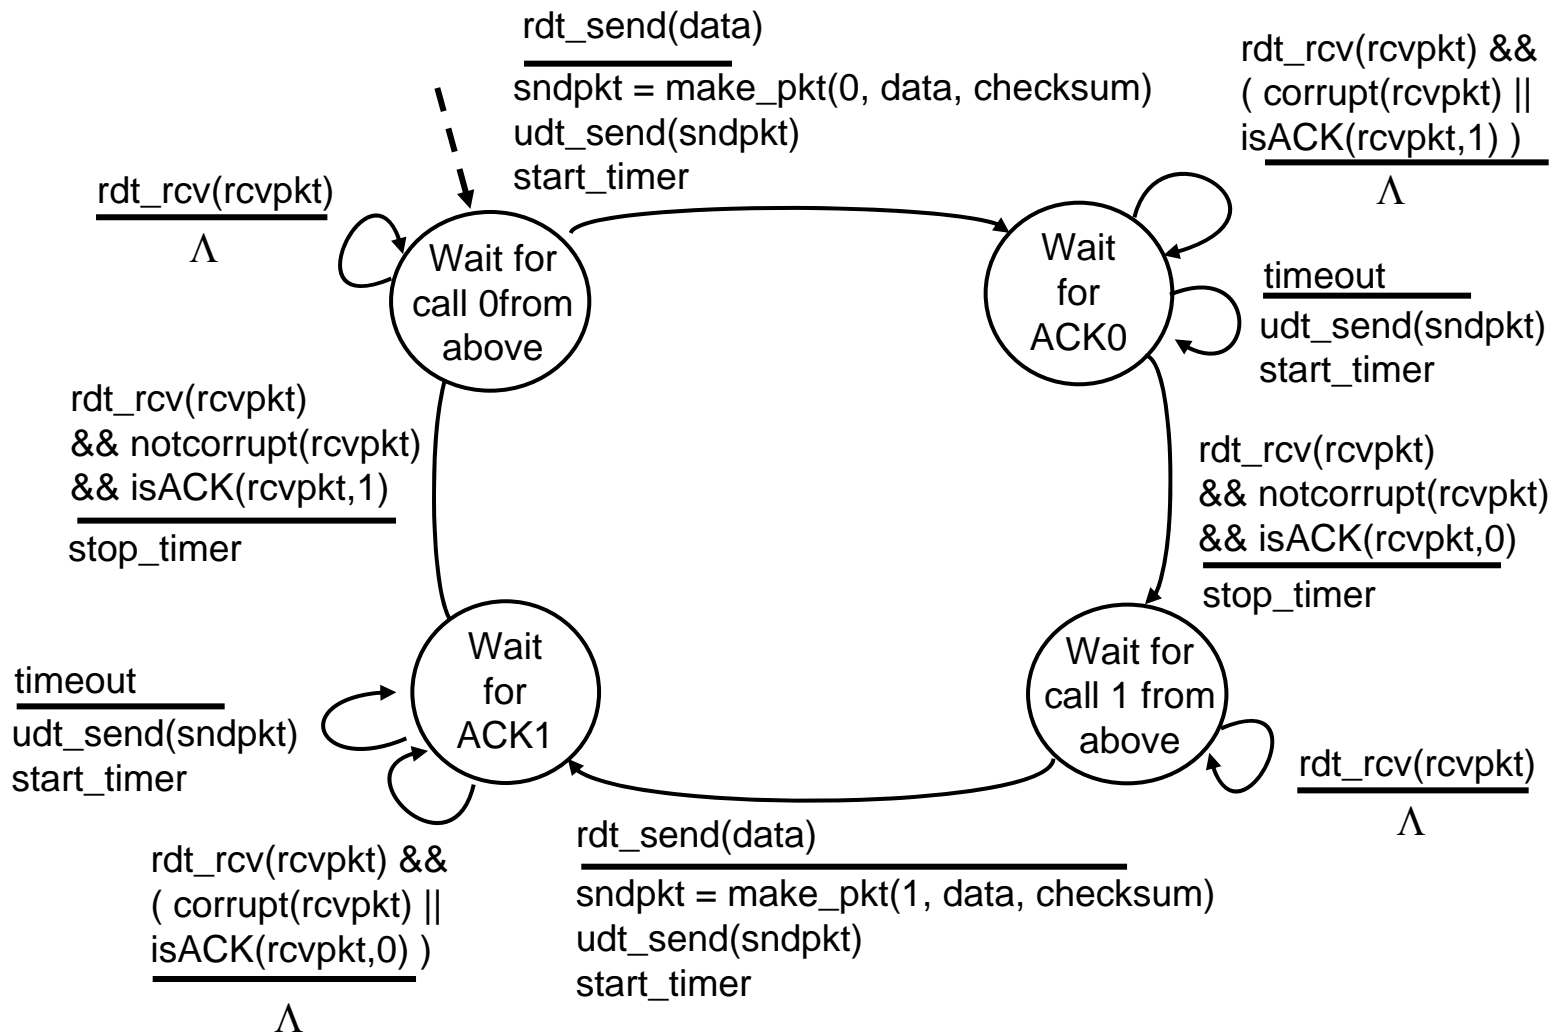 rdt_send(data)
sndpkt = make_pkt(0, data, checksum)
udt_send(sndpkt)
start_timer
rdt_rcv(rcvpkt) &&
( corrupt(rcvpkt) ||
isACK(rcvpkt,1) )
Λ
rdt_rcv(rcvpkt)
Λ
Wait for
call 0from
above
Wait
for
ACK0
timeout
udt_send(sndpkt)
start_timer
rdt_rcv(rcvpkt)
&& notcorrupt(rcvpkt)
&& isACK(rcvpkt,1)
stop_timer
rdt_rcv(rcvpkt)
&& notcorrupt(rcvpkt)
&& isACK(rcvpkt,0)
stop_timer
Wait
for
ACK1
Wait for
call 1 from
above
timeout
udt_send(sndpkt)
start_timer
rdt_rcv(rcvpkt)
Λ
rdt_rcv(rcvpkt) &&
( corrupt(rcvpkt) ||
isACK(rcvpkt,0) )
Λ
rdt_send(data)
sndpkt = make_pkt(1, data, checksum)
udt_send(sndpkt)
start_timer